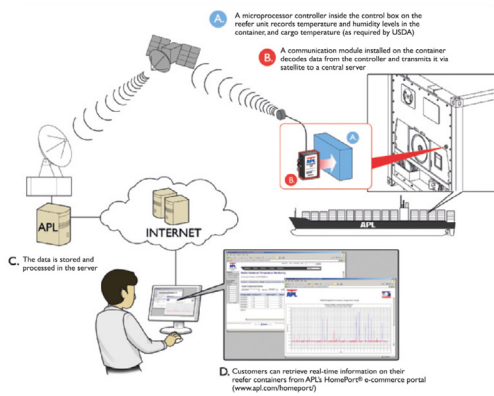 A.
A microprocessor controller inside the control box on the
reefer unit records temperature and humidity levels in the
container, and cargo temperature (as required by USDA)
B.
A communication module installed on the container
decodes data from the controller and transmits it via
satellite to a central server
A.
B.
APL
INTERNET
APL
C. The data is stored and
processed in the server
APL
D. Customers can retrieve real-time information on their
reefer containers from APL's HomePort® e-commerce portal
(www.apl.com/homeport/)